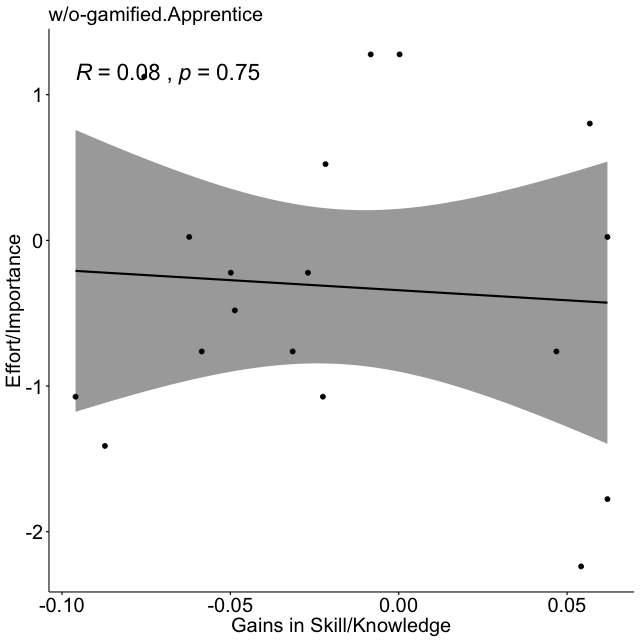 w/o-gamified.Apprentice
R = 0.08 , p = 0.75
Effort/Importance
1
0
-1
-2
-0.10 -0.05 0.00 0.05
Gains in Skill/Knowledge